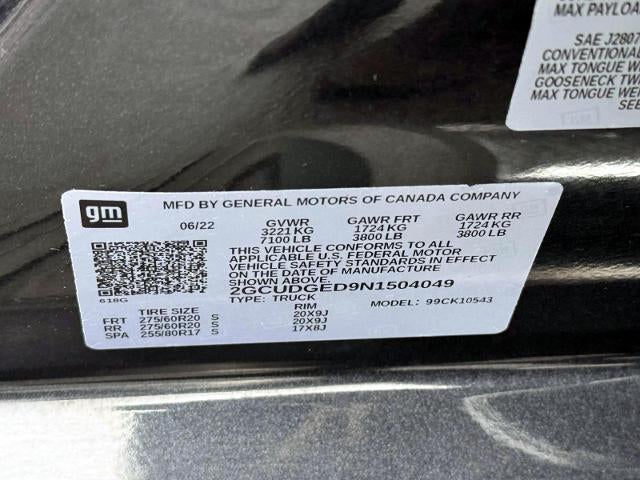 MAX PAYLOA
SAE J2807
CONVENTIONAL
MAX TONGUE WE
GOOSENECK TW
MAX TONGUE WEI
SEE
gm
MFD BY GENERAL MOTORS OF CANADA COMPANY
06/22 GVWR GAWR FRT GAWR RR
3221 KG 1724 KG 1724 KG
7100 LB 3800 LB 3800 LB
THIS VEHICLE CONFORMS TO ALL
APPLICABLE U.S. FEDERAL MOTOR
VEHICLE SAFETY STANDARDS IN EFFECT
ON THE DATE OF MANUFACTURE
SHOWN ABOVE.
2GCUDGED9N1504049
618G TYPE: TRUCK MODEL: 99CK10543
TIRE SIZE RIM
FRT 275/60R20 S 20X9J
RR 275/60R20 S 20X9J
SPA 255/80R17 S 17X8J